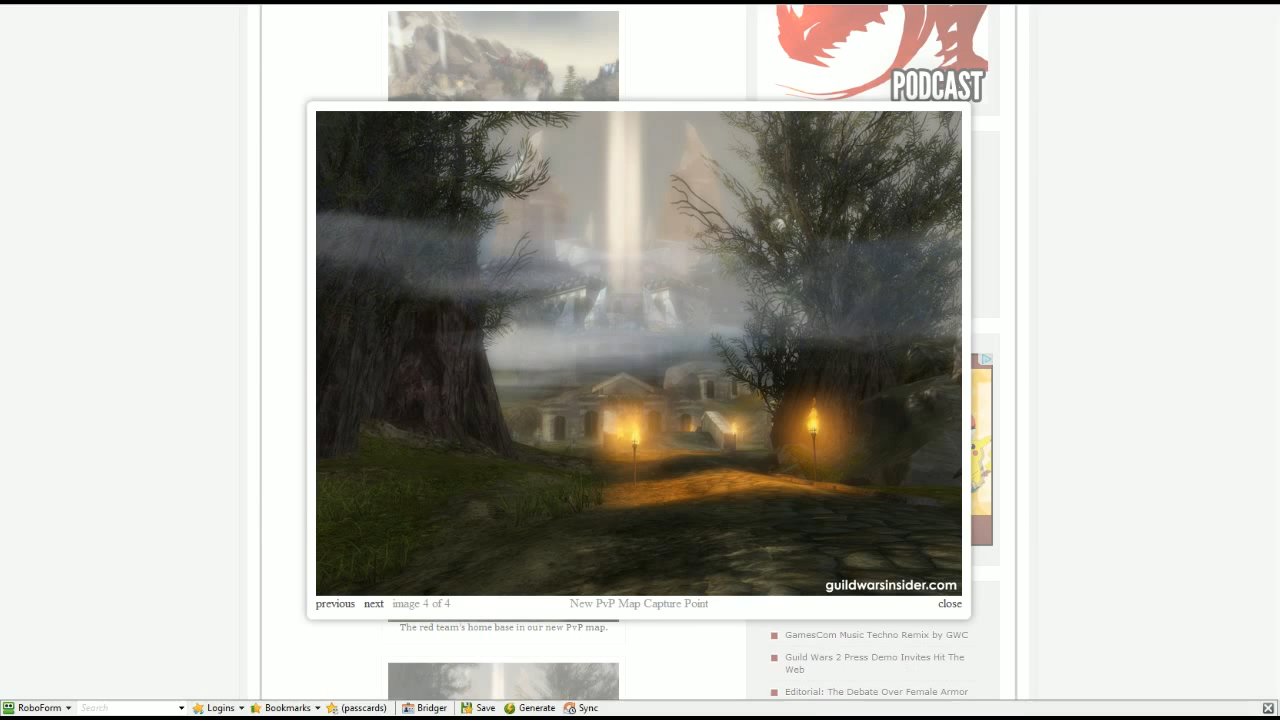 PODCAST
guildwarsinsider.com
previous next image 4 of 4 New PvP Map Capture Point close
The red team's home base in our new PvP map.
GamesCom Music Techno Remix by GWC
Guild Wars 2 Press Demo Invites Hit The
Web
Editorial: The Debate Over Female Armor
RoboForm Search Logins Bookmarks (passcards) Bridger Save Generate Sync